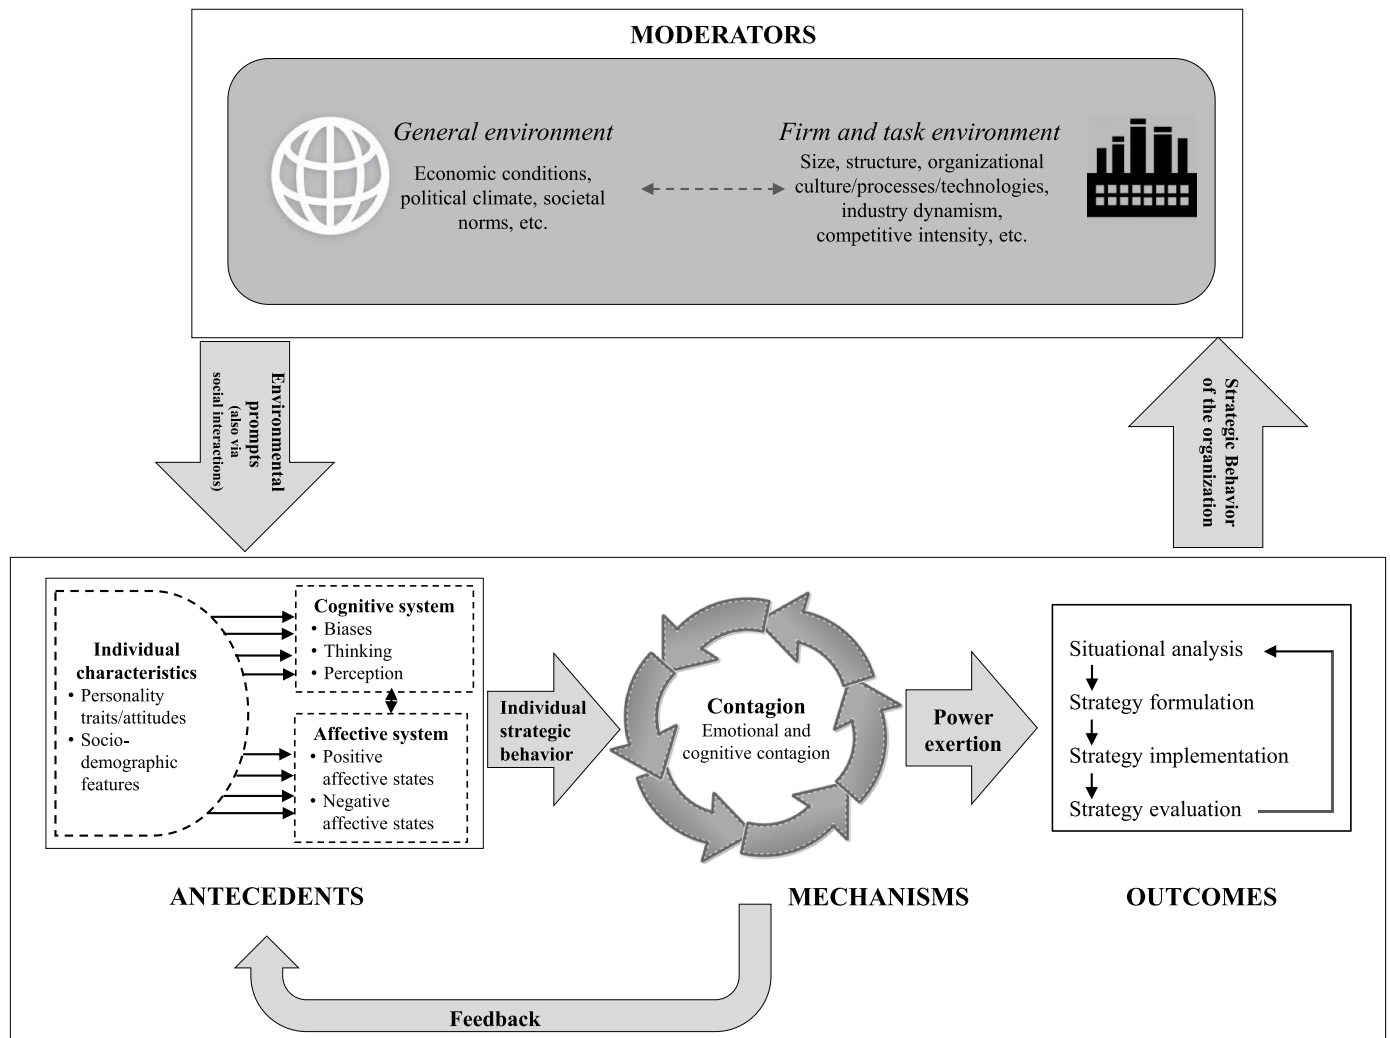 MODERATORS
General environment
Economic conditions,
political climate, societal
norms, etc.
Firm and task environment
Size, structure, organizational
culture/processes/technologies,
industry dynamism,
competitive intensity, etc.
Environmental
prompts
(also via
social interactions)
Strategic Behavior
of the organization
Individual
characteristics
• Personality
traits/attitudes
• Socio-
demographic
features
Cognitive system
• Biases
• Thinking
• Perception
Affective system
• Positive
affective states
• Negative
affective states
Individual
strategic
behavior
Contagion
Emotional and
cognitive contagion
Power
exertion
Situational analysis
Strategy formulation
Strategy implementation
Strategy evaluation
ANTECEDENTS
MECHANISMS
OUTCOMES
Feedback